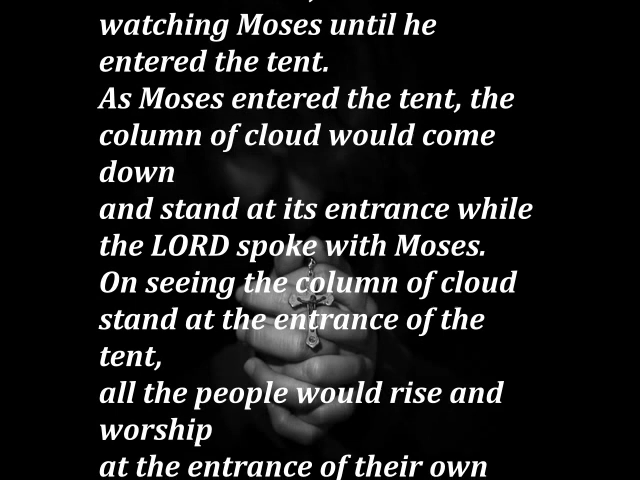 watching Moses until he
entered the tent.
As Moses entered the tent, the
column of cloud would come
down
and stand at its entrance while
the LORD spoke with Moses.
On seeing the column of cloud
stand at the entrance of the
tent,
all the people would rise and
worship
at the entrance of their own